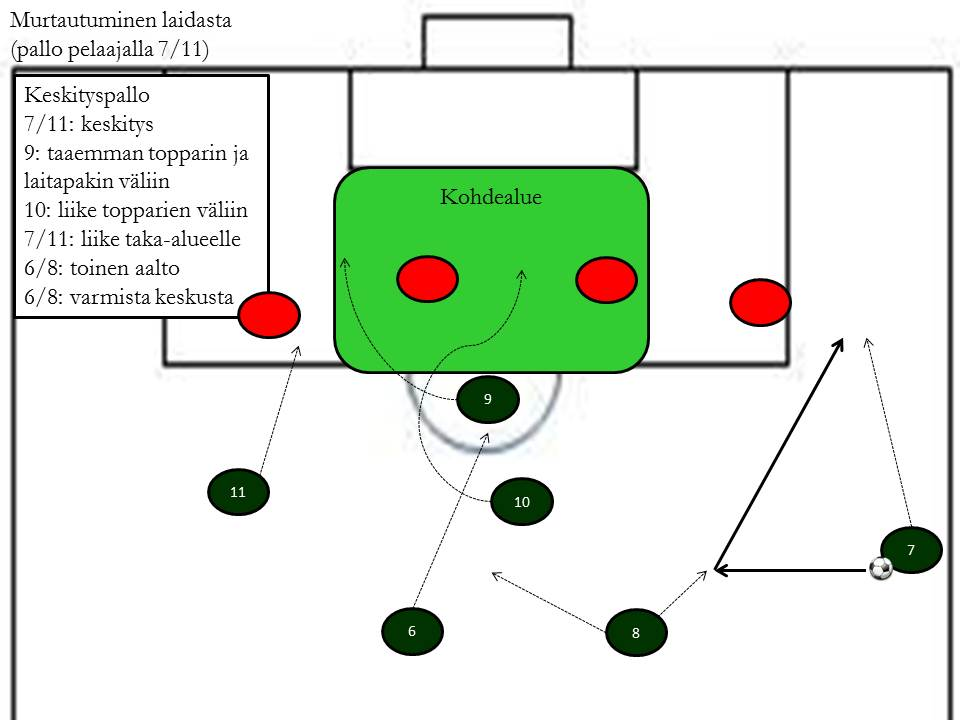 Murtautuminen laidasta
(pallo pelaajalla 7/11)
Keskityspallo
7/11: keskitys
9: taaemman topparin ja
laitapakin väliin
10: liike topparien väliin
7/11: liike taka-alueelle
6/8: toinen aalto
6/8: varmista keskusta
Kohdealue
9
11
10
7
6
8